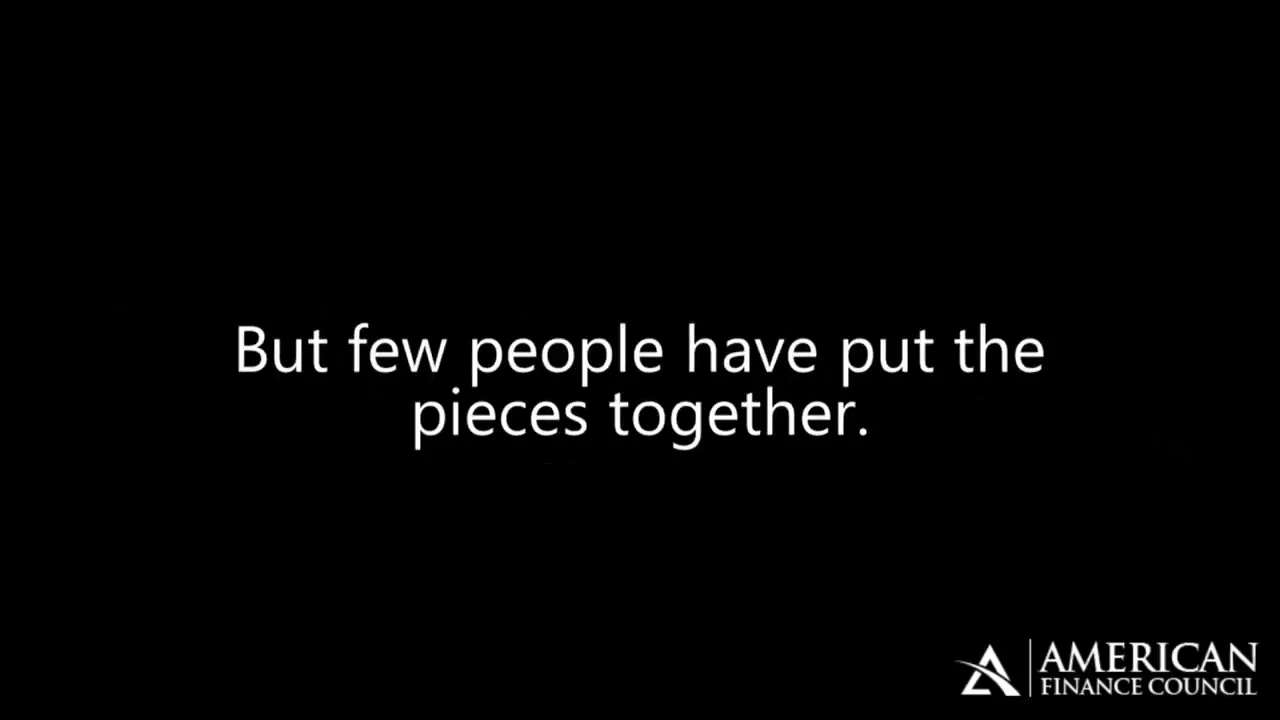 But few people have put the
pieces together.
AMERICAN
FINANCE COUNCIL